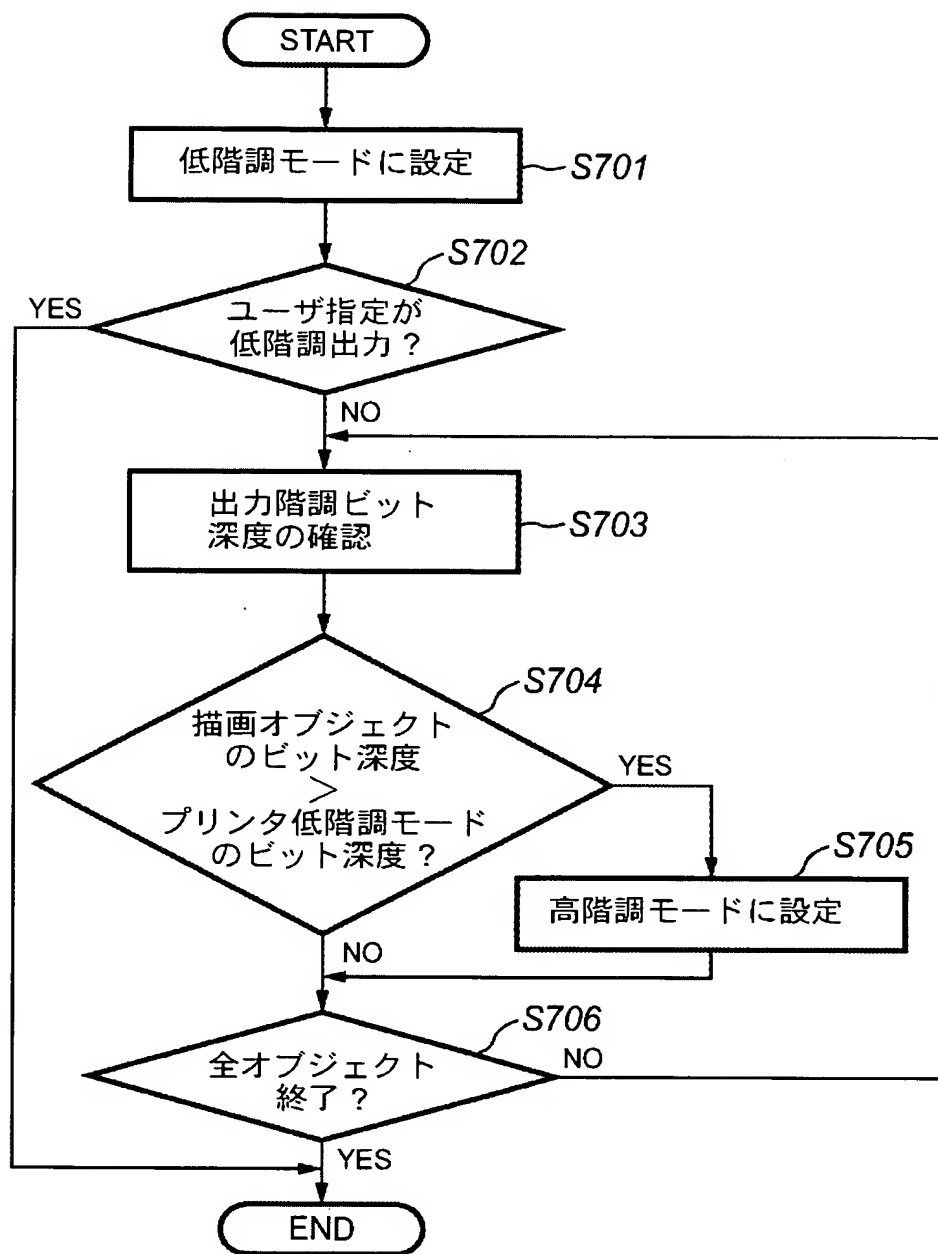 START
低階調モードに設定
S701
S702
YES
ユーザ指定が
低階調出力？
NO
出力階調ビット
深度の確認
S703
S704
描画オブジェクト
のビット深度
＞
プリンタ低階調モード
のビット深度？
YES
S705
高階調モードに設定
NO
S706
全オブジェクト
終了？
NO
YES
END